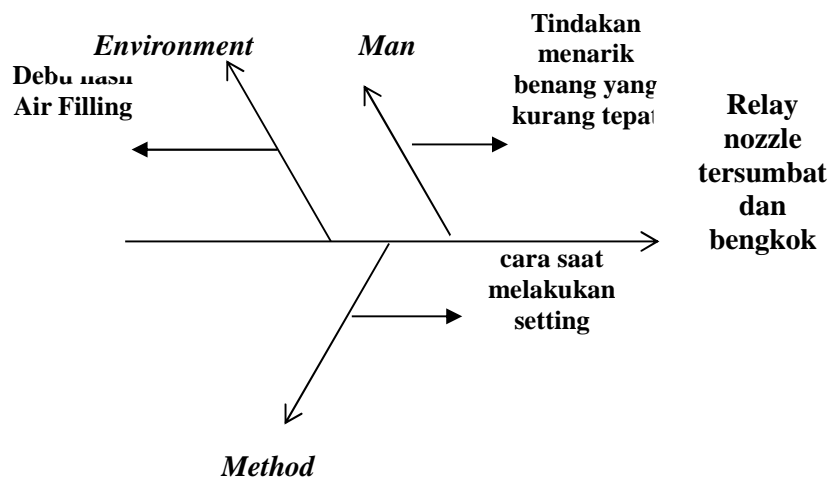 Environment
Man
Debu hasil
Air Filling
Tindakan
menarik
benang yang
kurang tepat
Relay
nozzle
tersumbat
dan
bengkok
cara saat
melakukan
setting
Method